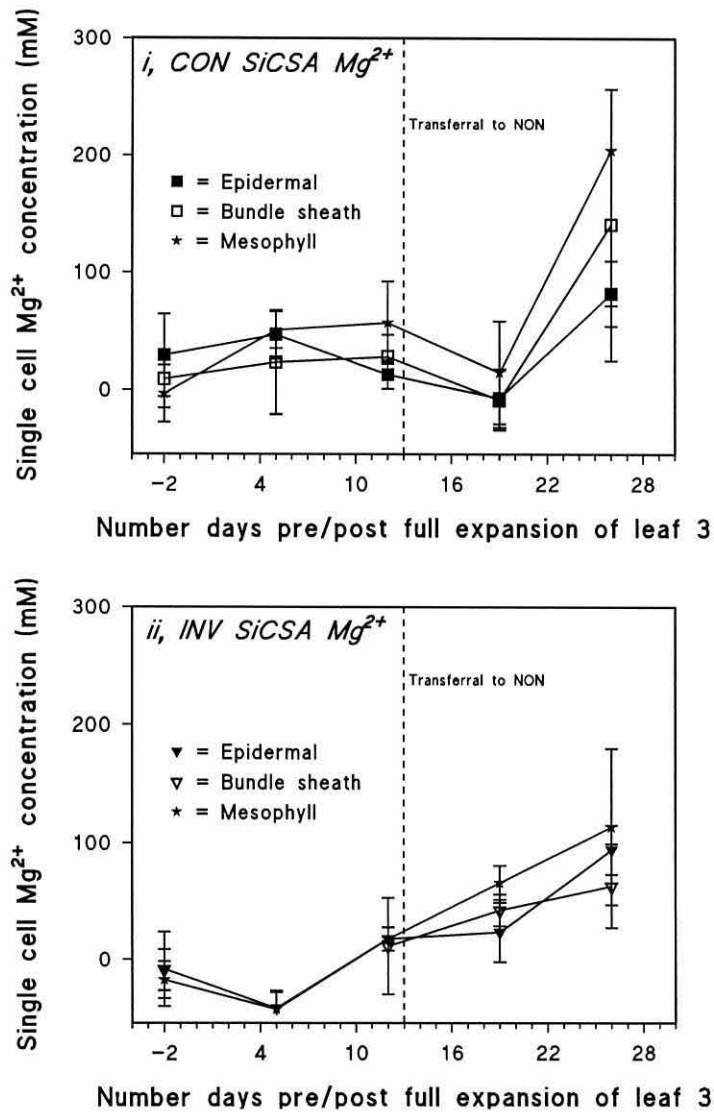 Single cell Mg2+ concentration (mM)
300
200
100
0
i, CON SiCSA Mg2+
Transferral to NON
■ = Epidermal
□ = Bundle sheath
★ = Mesophyll
−2 4 10 16 22 28
Number days pre/post full expansion of leaf 3
Single cell Mg2+ concentration (mM)
300
200
100
0
ii, INV SiCSA Mg2+
Transferral to NON
▼ = Epidermal
▽ = Bundle sheath
★ = Mesophyll
−2 4 10 16 22 28
Number days pre/post full expansion of leaf 3